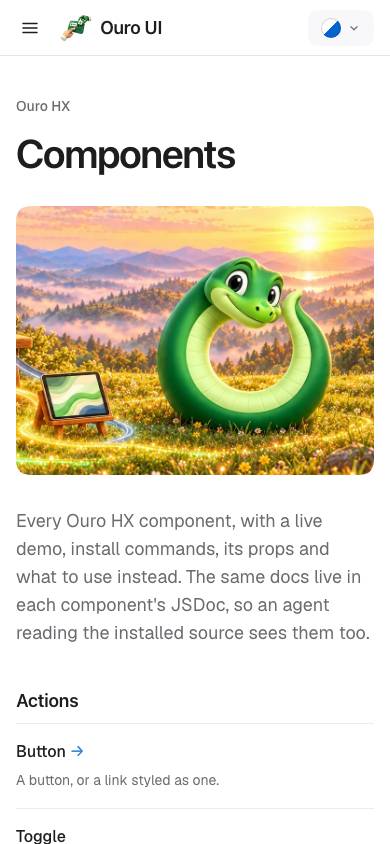 Ouro UI
Ouro HX
Components
Every Ouro HX component, with a live
demo, install commands, its props and
what to use instead. The same docs live in
each component's JSDoc, so an agent
reading the installed source sees them too.
Actions
Button →
A button, or a link styled as one.
Toggle